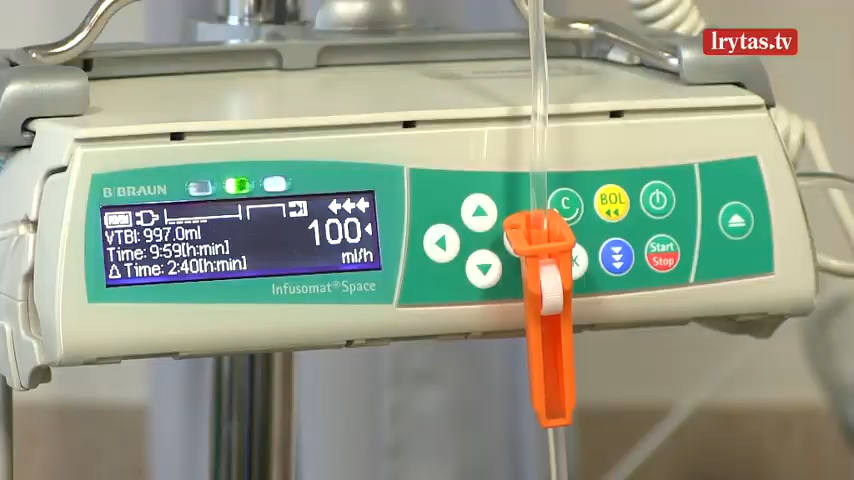 lrytas.tv
B|BRAUN
VTBI: 997.0ml
Time: 9:59[h:min]
Δ Time: 2:40[h:min]
100
ml/h
Infusomat® Space
C
BOL
Start
Stop
K